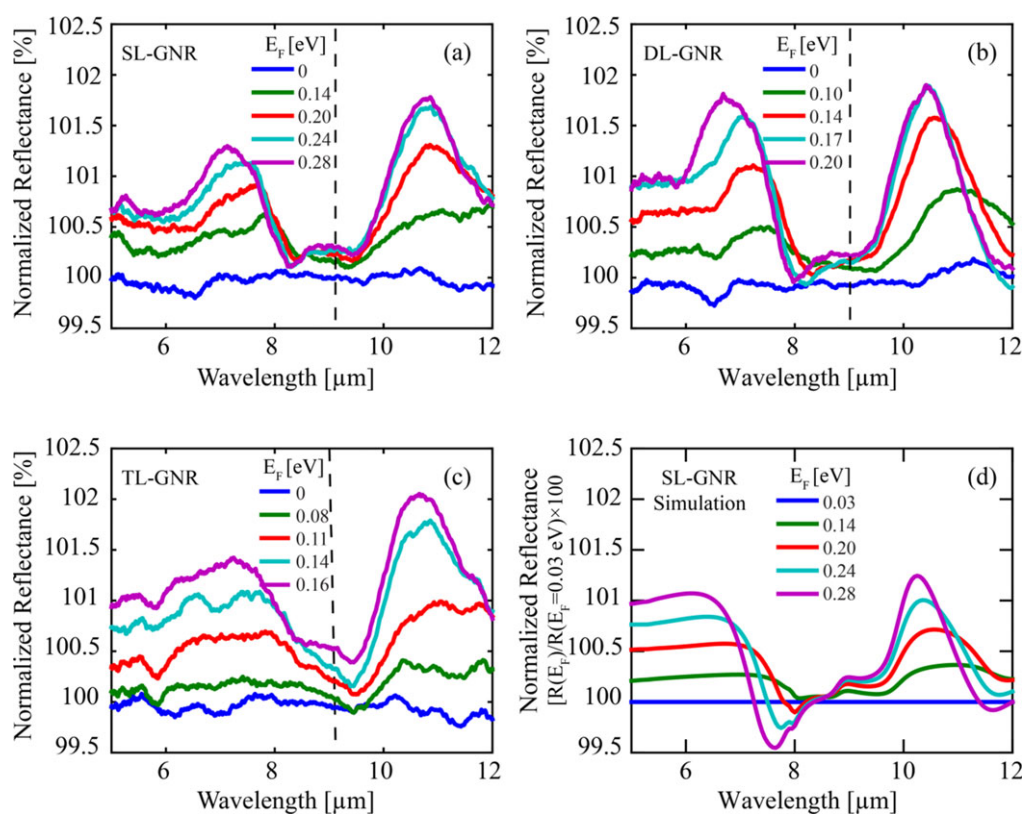 102.5
102
101.5
101
100.5
100
99.5
6
8
10
12
Normalized Reflectance [%]
Wavelength [µm]
SL-GNR
E_F [eV]
0
0.14
0.20
0.24
0.28
(a)
102.5
102
101.5
101
100.5
100
99.5
6
8
10
12
Normalized Reflectance [%]
Wavelength [µm]
DL-GNR
E_F [eV]
0
0.10
0.14
0.17
0.20
(b)
102.5
102
101.5
101
100.5
100
99.5
6
8
10
12
Normalized Reflectance [%]
Wavelength [µm]
TL-GNR
E_F [eV]
0
0.08
0.11
0.14
0.16
(c)
102.5
102
101.5
101
100.5
100
99.5
6
8
10
12
Normalized Reflectance
[R(E_F)/R(E_F=0.03 eV)×100
Wavelength [µm]
SL-GNR
Simulation
E_F [eV]
0.03
0.14
0.20
0.24
0.28
(d)